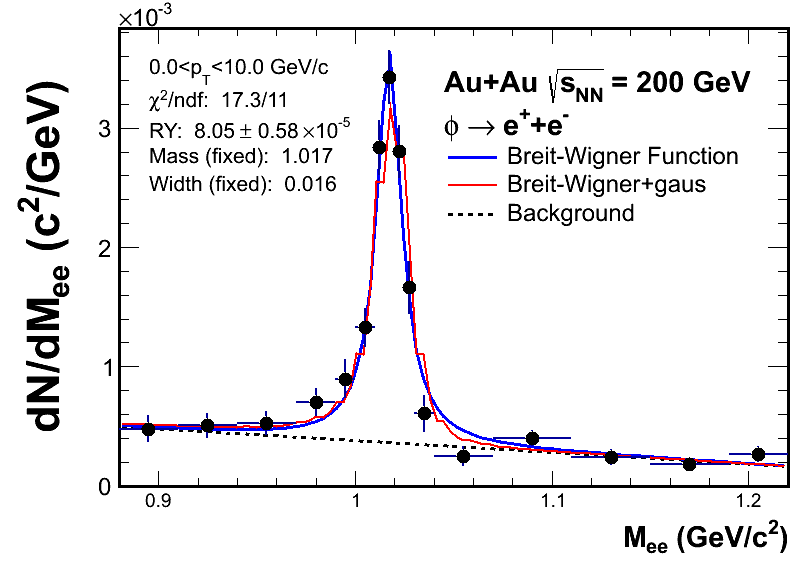 ×10⁻³
0.0<p_T<10.0 GeV/c
χ²/ndf: 17.3/11
RY: 8.05 ± 0.58 ×10⁻⁵
Mass (fixed): 1.017
Width (fixed): 0.016
Au+Au √s_NN = 200 GeV
ϕ → e⁺+e⁻
Breit-Wigner Function
Breit-Wigner+gaus
Background
dN/dM_ee (c²/GeV)
3
2
1
0
0.9 1 1.1 1.2
M_ee (GeV/c²)